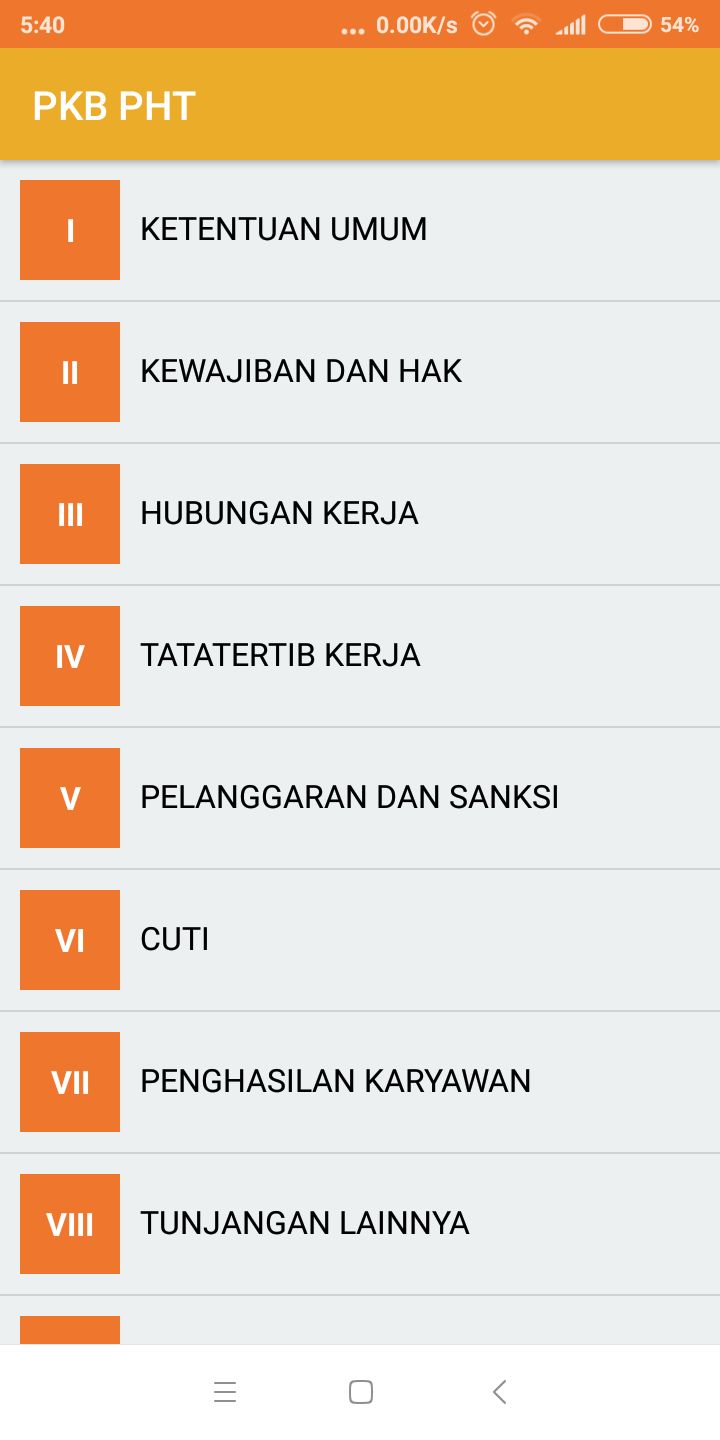 5:40 ... 0.00K/s 54%
PKB PHT
I KETENTUAN UMUM
II KEWAJIBAN DAN HAK
III HUBUNGAN KERJA
IV TATATERTIB KERJA
V PELANGGARAN DAN SANKSI
VI CUTI
VII PENGHASILAN KARYAWAN
VIII TUNJANGAN LAINNYA